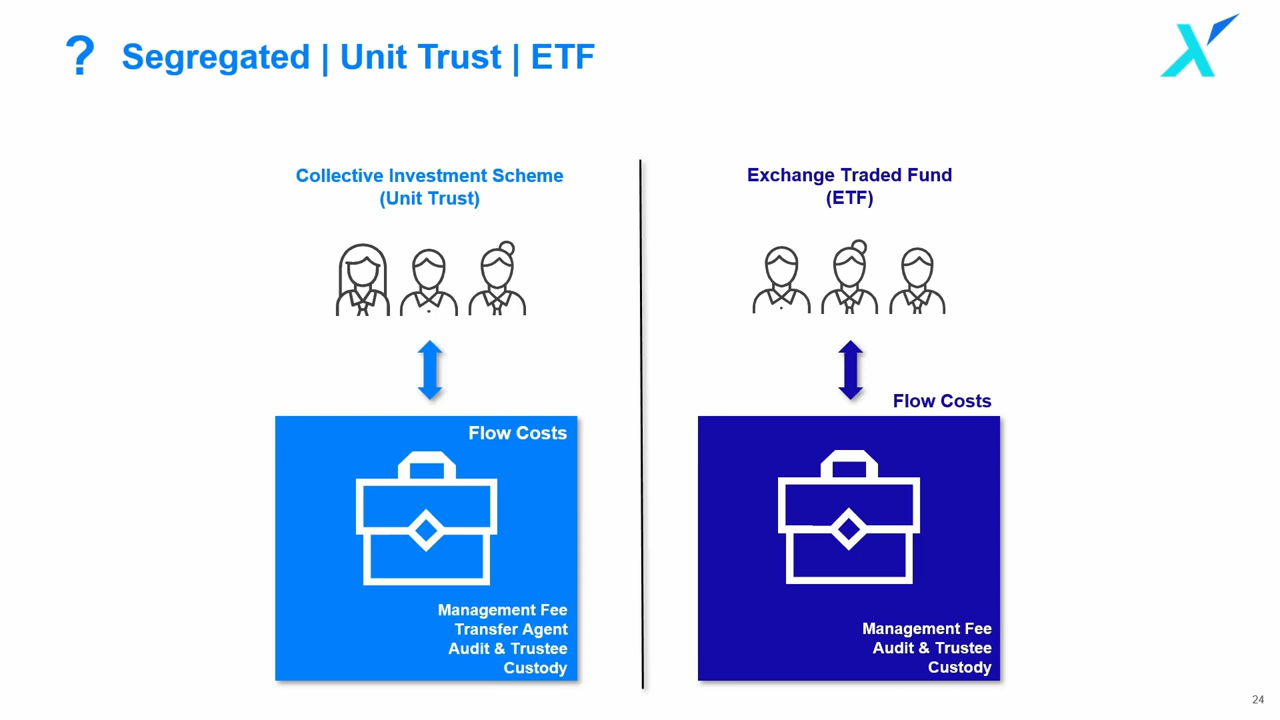 ? Segregated | Unit Trust | ETF
Collective Investment Scheme
(Unit Trust)
Flow Costs
Management Fee
Transfer Agent
Audit & Trustee
Custody
Exchange Traded Fund
(ETF)
Flow Costs
Management Fee
Audit & Trustee
Custody
24